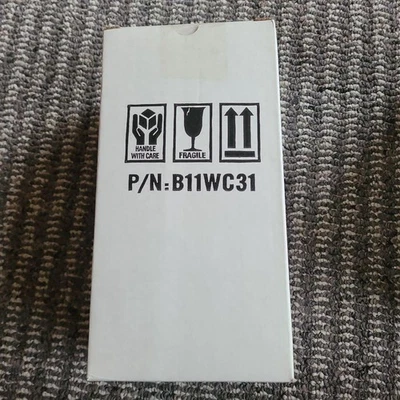 HANDLE
WITH CARE
FRAGILE
P/N:B11WC31